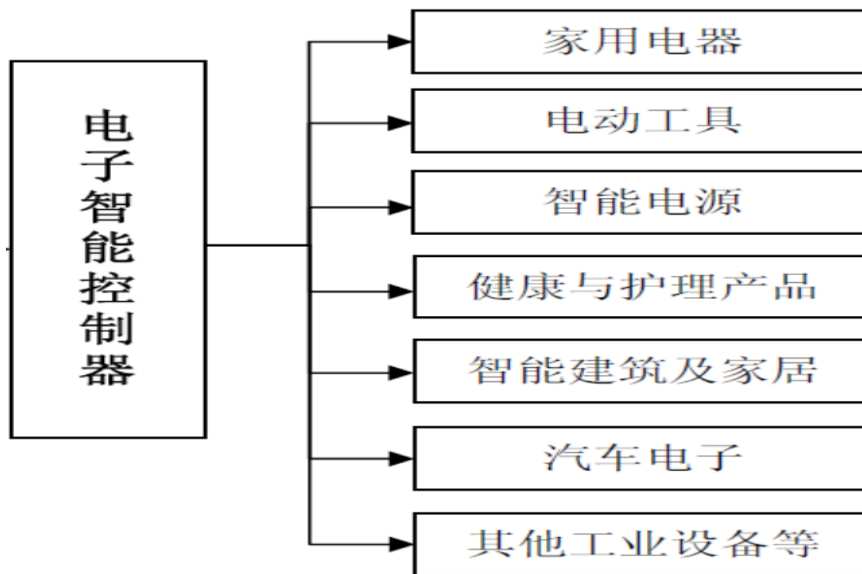 电子智能控制器
家用电器
电动工具
智能电源
健康与护理产品
智能建筑及家居
汽车电子
其他工业设备等